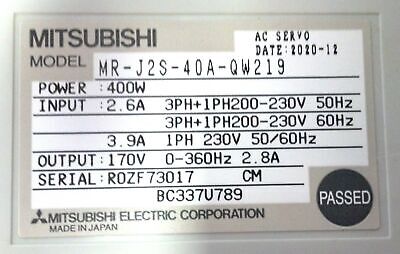 MITSUBISHI
AC SERVO
DATE:2020-12
MODEL MR-J2S-40A-QW219
POWER :400W
INPUT :2.6A 3PH+1PH200-230V 50Hz
3PH+1PH200-230V 60Hz
3.9A 1PH 230V 50/60Hz
OUTPUT:170V 0-360Hz 2.8A
SERIAL:R0ZF73017 CM
BC337U789
PASSED
MITSUBISHI ELECTRIC CORPORATION
MADE IN JAPAN